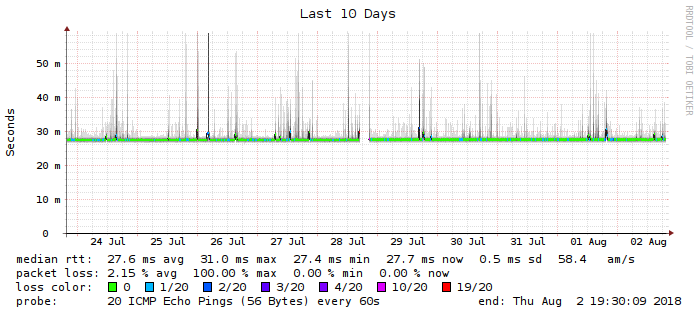 Last 10 Days
RRDTOOL / TOBI OETIKER
Seconds
50 m
40 m
30 m
20 m
10 m
0
24 Jul 25 Jul 26 Jul 27 Jul 28 Jul 29 Jul 30 Jul 31 Jul 01 Aug 02 Aug
median rtt: 27.6 ms avg 31.0 ms max 27.4 ms min 27.7 ms now 0.5 ms sd 58.4 am/s
packet loss: 2.15 % avg 100.00 % max 0.00 % min 0.00 % now
loss color: 0 1/20 2/20 3/20 4/20 10/20 19/20
probe: 20 ICMP Echo Pings (56 Bytes) every 60s end: Thu Aug 2 19:30:09 2018